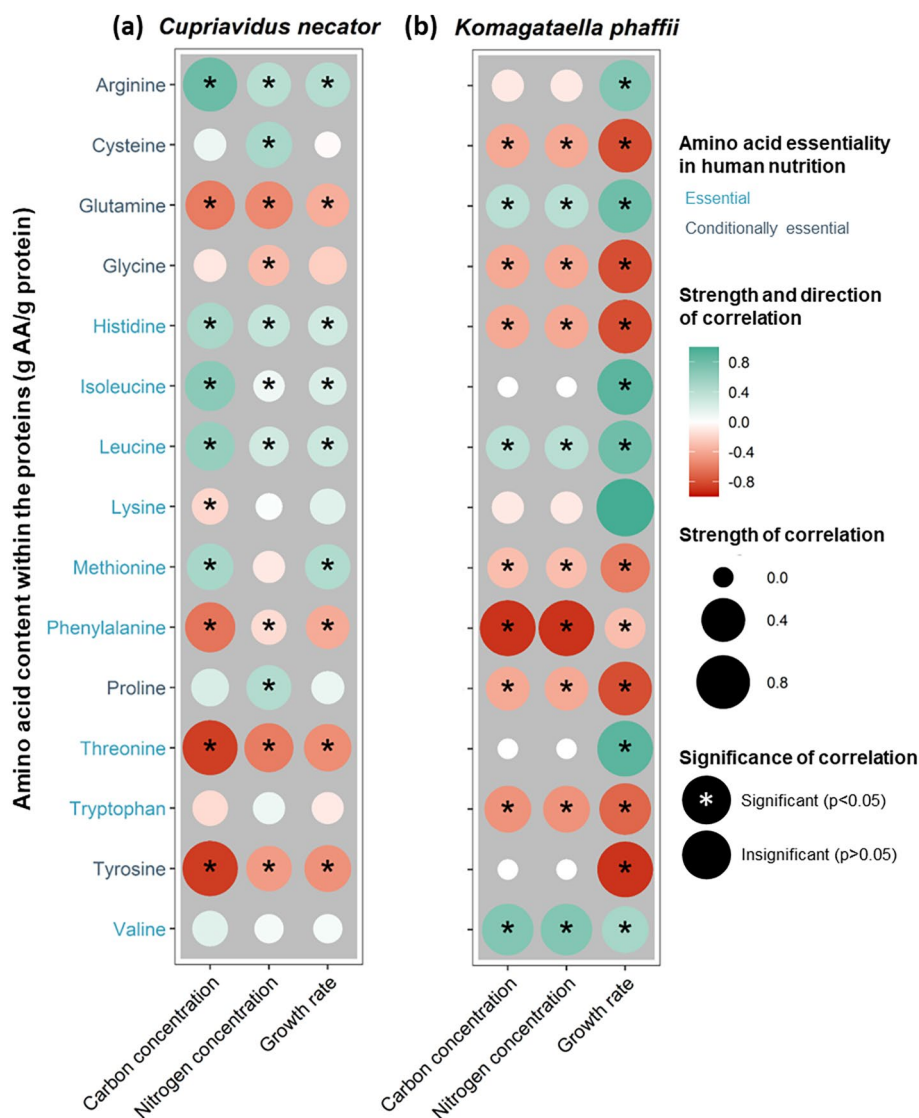 (a) Cupriavidus necator
(b) Komagataella phaffii
Amino acid content within the proteins (g AA/g protein)
Arginine
*
*
*
*
Cysteine
*
*
*
*
Glutamine
*
*
*
*
*
*
Glycine
*
*
*
*
Histidine
*
*
*
*
*
*
Isoleucine
*
*
*
*
Leucine
*
*
*
*
*
*
Lysine
*
Methionine
*
*
*
*
*
Phenylalanine
*
*
*
*
*
*
Proline
*
*
*
*
Threonine
*
*
*
*
Tryptophan
*
*
*
Tyrosine
*
*
*
*
Valine
*
*
*
Carbon concentration
Nitrogen concentration
Growth rate
Carbon concentration
Nitrogen concentration
Growth rate
Amino acid essentiality
in human nutrition
Essential
Conditionally essential
Strength and direction
of correlation
0.8
0.4
0.0
-0.4
-0.8
Strength of correlation
0.0
0.4
0.8
Significance of correlation
* Significant (p<0.05)
Insignificant (p>0.05)